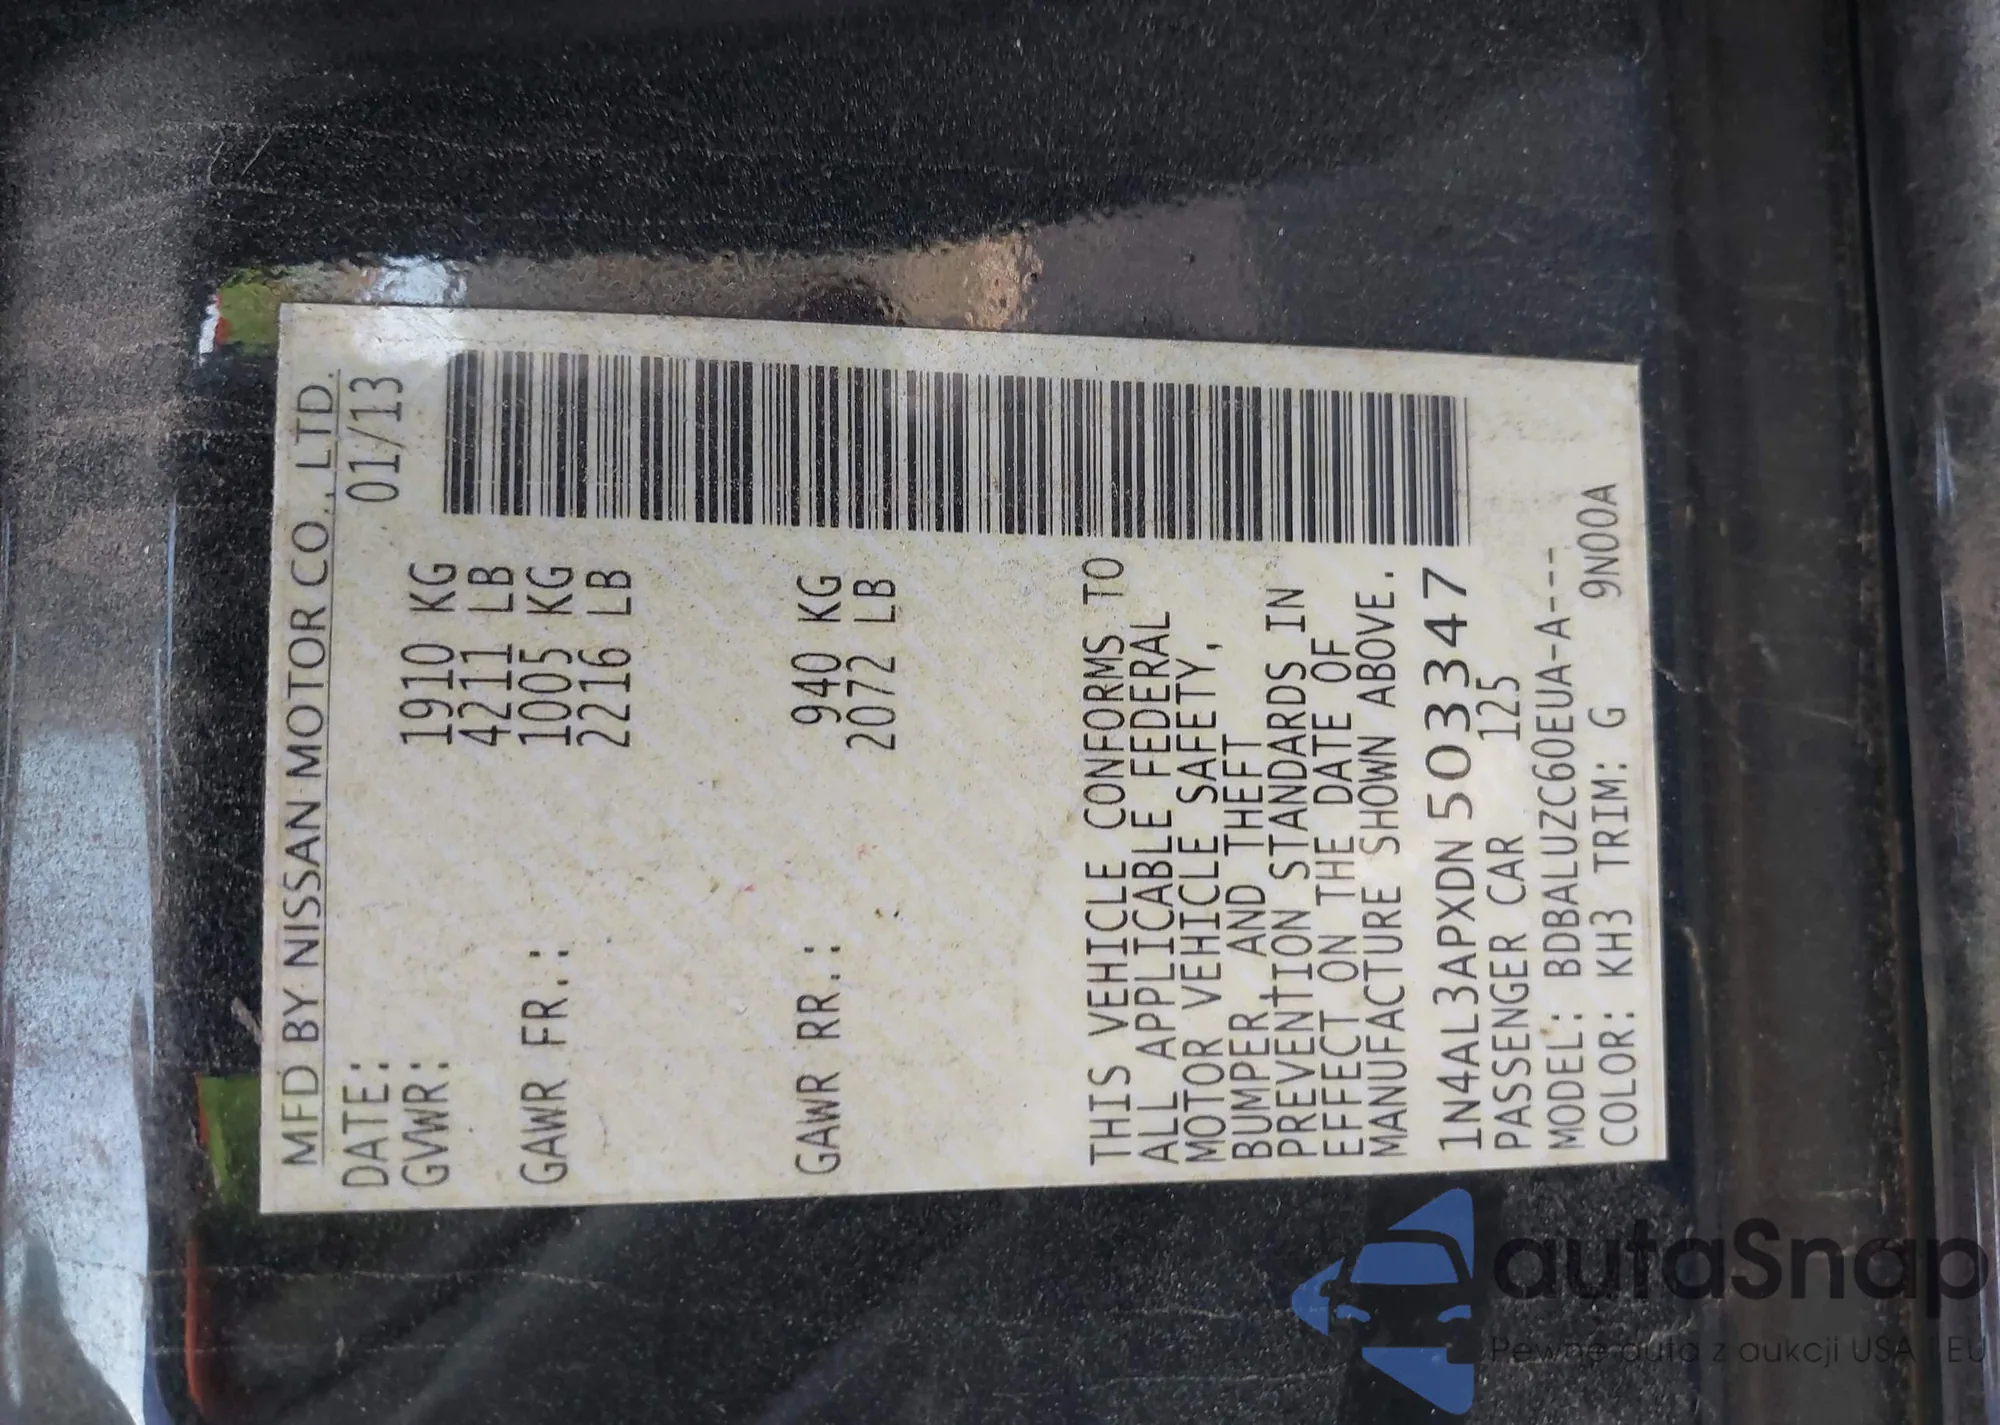 MFD BY NISSAN MOTOR CO., LTD.
DATE: 01/13
GVWR: 1910 KG
4211 LB
GAWR FR.: 1005 KG
2216 LB
GAWR RR.: 940 KG
2072 LB
THIS VEHICLE CONFORMS TO
ALL APPLICABLE FEDERAL
MOTOR VEHICLE SAFETY,
BUMPER AND THEFT
PREVENTION STANDARDS IN
EFFECT ON THE DATE OF
MANUFACTURE SHOWN ABOVE.
1N4AL3APXDN503347
PASSENGER CAR 125
MODEL: BDBALUZC60EUA-A---
COLOR: KH3 TRIM: G 9N00A
autaSnap
Pewne auta z aukcji USA i EU